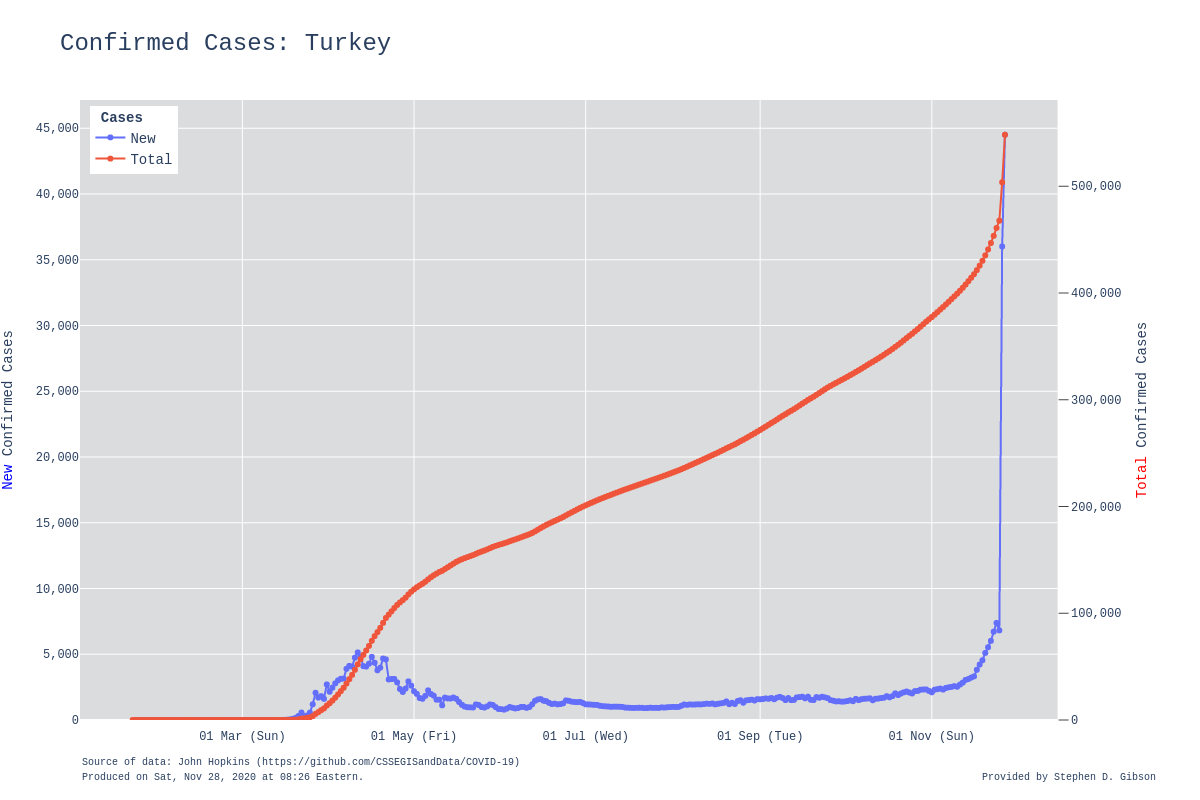 Confirmed Cases: Turkey
Cases
New
Total
45,000
40,000
35,000
30,000
25,000
20,000
15,000
10,000
5,000
0
New Confirmed Cases
500,000
400,000
300,000
200,000
100,000
0
Total Confirmed Cases
01 Mar (Sun)
01 May (Fri)
01 Jul (Wed)
01 Sep (Tue)
01 Nov (Sun)
Source of data: John Hopkins (https://github.com/CSSEGISandData/COVID-19)
Produced on Sat, Nov 28, 2020 at 08:26 Eastern.
Provided by Stephen D. Gibson